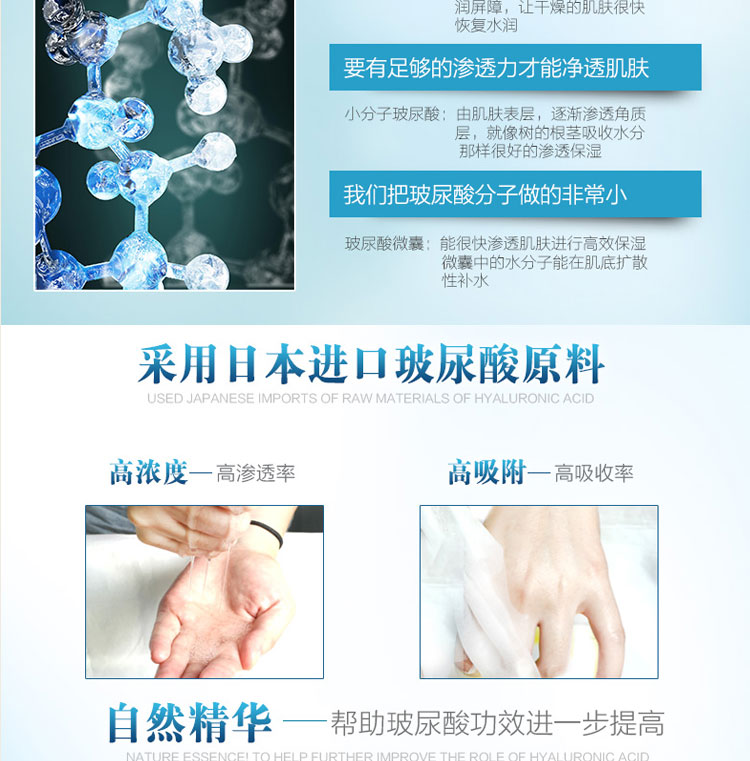 润屏障，让干燥的肌肤很快
恢复水润
要有足够的渗透力才能净透肌肤
小分子玻尿酸：由肌肤表层，逐渐渗透角质
层，就像树的根茎吸收水分
那样很好的渗透保湿
我们把玻尿酸分子做的非常小
玻尿酸微囊：能很快渗透肌肤进行高效保湿
微囊中的水分子能在肌底扩散
性补水
采用日本进口玻尿酸原料
USED JAPANESE IMPORTS OF RAW MATERIALS OF HYALURONIC ACID
高浓度—高渗透率
高吸附—高吸收率
自然精华——帮助玻尿酸功效进一步提高
NATURE ESSENCE! TO HELP FURTHER IMPROVE THE ROLE OF HYALURONIC ACID